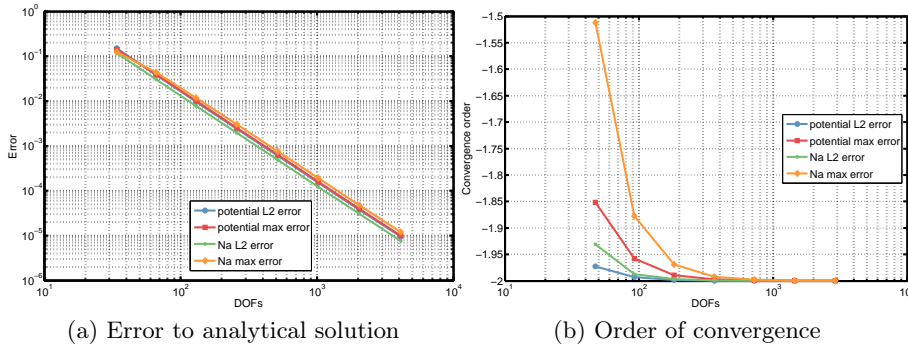 10^-1
10^0
10^-1
10^-2
10^-3
10^-4
10^-5
10^-6
Error
10^1
10^2
10^3
10^4
DOFs
potential L2 error
potential max error
Na L2 error
Na max error
(a) Error to analytical solution
-1.5
-1.55
-1.6
-1.65
-1.7
-1.75
-1.8
-1.85
-1.9
-1.95
-2
Convergence order
10^1
10^2
10^3
10^4
DOFs
potential L2 error
potential max error
Na L2 error
Na max error
(b) Order of convergence